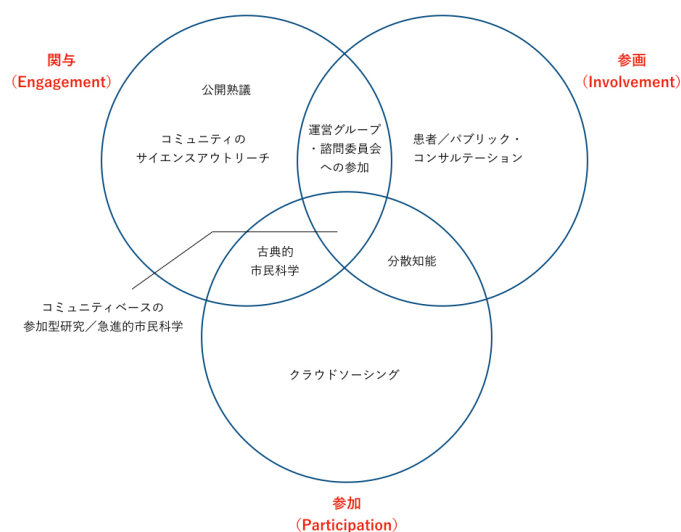 関与
（Engagement）
参画
（Involvement）
公開熟議
コミュニティの
サイエンスアウトリーチ
運営グループ
・諮問委員会
への参加
患者／パブリック・
コンサルテーション
古典的
市民科学
分散知能
コミュニティベースの
参加型研究／急進的市民科学
クラウドソーシング
参加
（Participation）